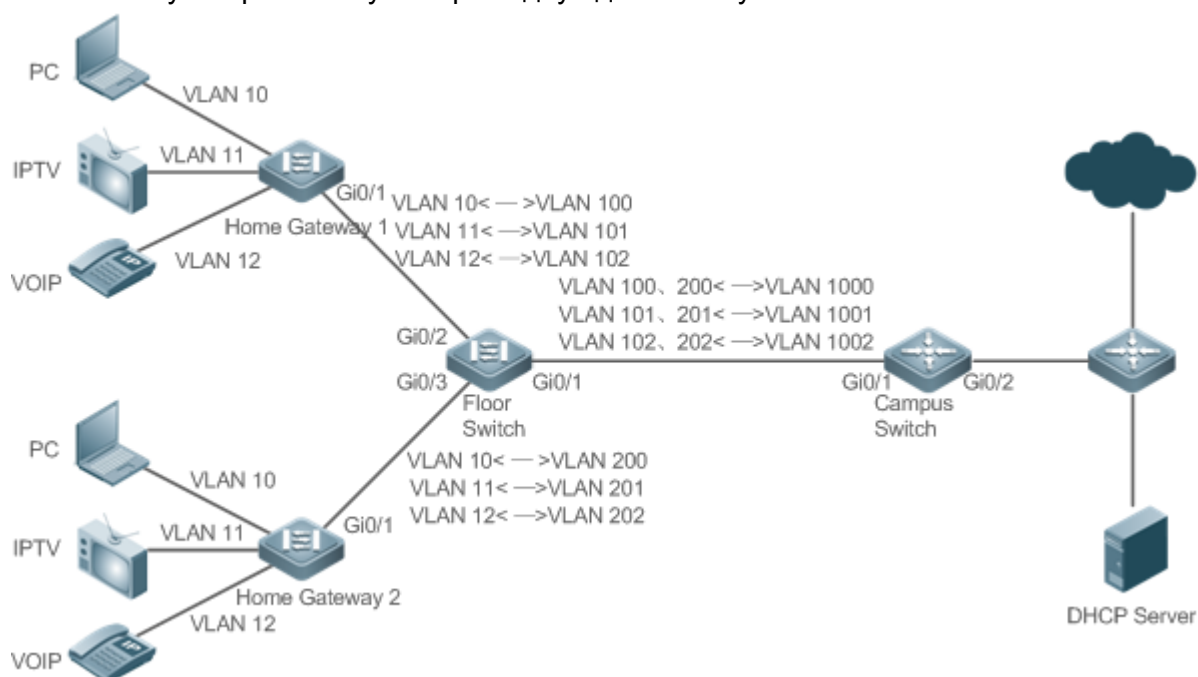 PC
VLAN 10
IPTV
VLAN 11
Gi0/1
Home Gateway 1
VOIP
VLAN 12
VLAN 10< — >VLAN 100
VLAN 11< —>VLAN 101
VLAN 12< —>VLAN 102
VLAN 100、200< —>VLAN 1000
VLAN 101、201< —>VLAN 1001
VLAN 102、202< —>VLAN 1002
Gi0/2
Gi0/3
Gi0/1
Floor
Switch
Gi0/1
Gi0/2
Campus
Switch
VLAN 10< — >VLAN 200
VLAN 11< —>VLAN 201
VLAN 12< —>VLAN 202
PC
VLAN 10
IPTV
VLAN 11
Gi0/1
Home Gateway 2
VOIP
VLAN 12
DHCP Server
IP
IP